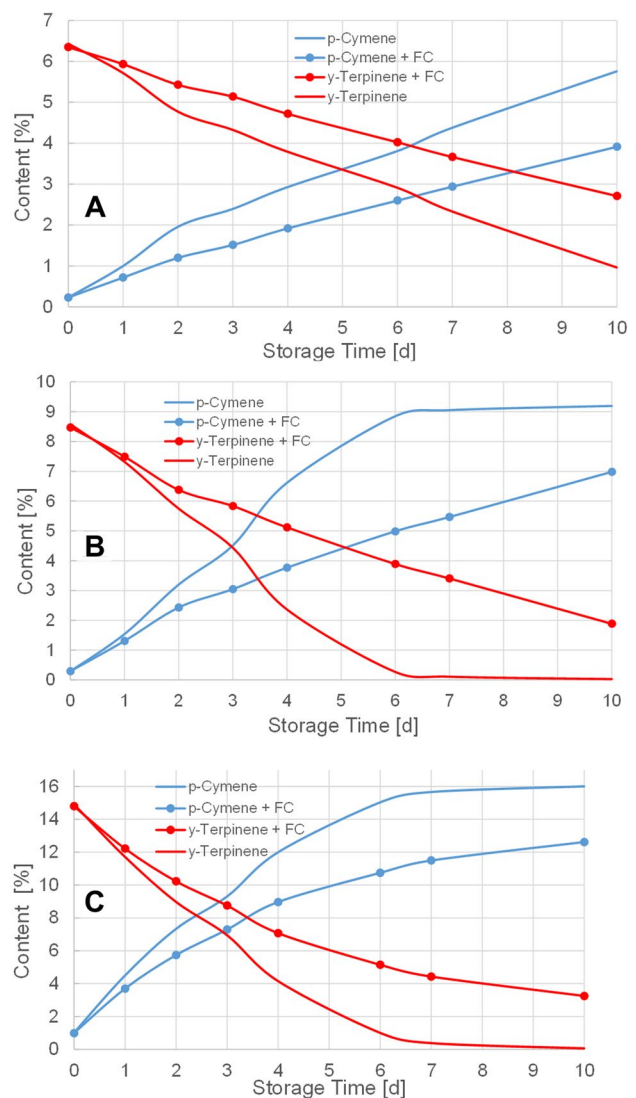 7
6
5
4
3
2
1
0
Content [%]
p-Cymene
p-Cymene + FC
y-Terpinene + FC
y-Terpinene
A
0 1 2 3 4 5 6 7 8 9 10
Storage Time [d]
10
9
8
7
6
5
4
3
2
1
0
Content [%]
p-Cymene
p-Cymene + FC
y-Terpinene + FC
y-Terpinene
B
0 1 2 3 4 5 6 7 8 9 10
Storage Time [d]
16
14
12
10
8
6
4
2
0
Content [%]
p-Cymene
p-Cymene + FC
y-Terpinene + FC
y-Terpinene
C
0 1 2 3 4 5 6 7 8 9 10
Storage Time [d]